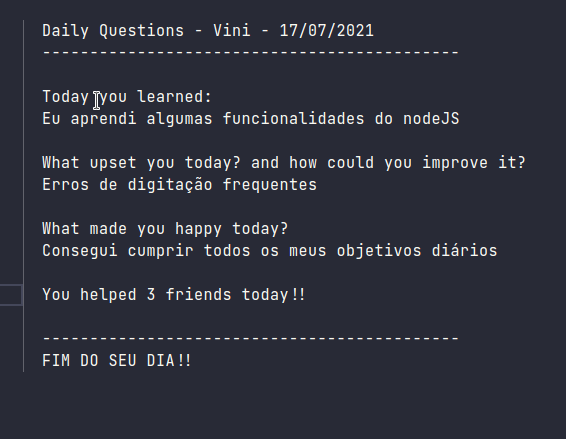 Daily Questions - Vini - 17/07/2021
--------------------------------------------
Today you learned:
Eu aprendi algumas funcionalidades do nodeJS
What upset you today? and how could you improve it?
Erros de digitação frequentes
What made you happy today?
Consegui cumprir todos os meus objetivos diários
You helped 3 friends today!!
--------------------------------------------
FIM DO SEU DIA!!